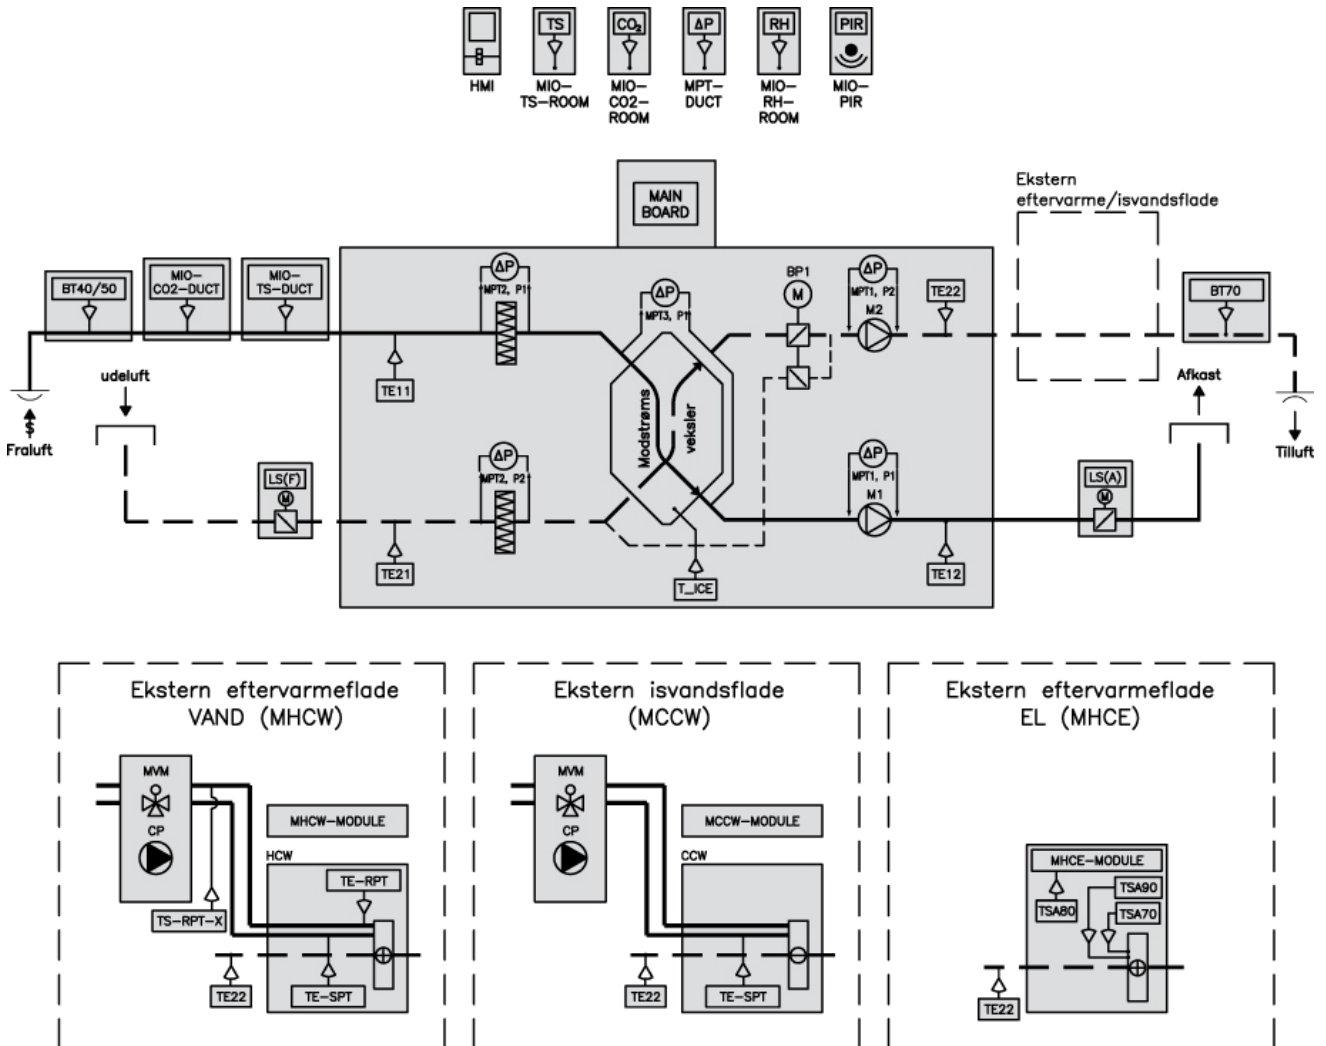 TS
CO₂
ΔP
RH
PIR
HMI
MIO-
TS-ROOM
MIO-
CO2-
ROOM
MPT-
DUCT
MIO-
RH-
ROOM
MIO-
PIR
MAIN
BOARD
Ekstern
eftervarme/isvandsflade
BT40/50
MIO-
CO2-DUCT
MIO-
TS-DUCT
ΔP
MPT2, P1
ΔP
MPT3, P1
BP1
M
ΔP
MPT1, P2
M2
TE22
BT70
TE11
udeluft
Fraluft
Modstrøms
veksler
Afkast
Tilluft
LS(F)
M
ΔP
MPT2, P2
ΔP
MPT1, P1
M1
LS(A)
M
TE21
T_ICE
TE12
Ekstern eftervarmeflade
VAND (MHCW)
MVM
CP
MHCW-MODULE
HCW
TE-RPT
TS-RPT-X
TE22
TE-SPT
Ekstern isvandsflade
(MCCW)
MVM
CP
MCCW-MODULE
CCW
TE22
TE-SPT
Ekstern eftervarmeflade
EL (MHCE)
MHCE-MODULE
TSA90
TSA80
TSA70
TE22